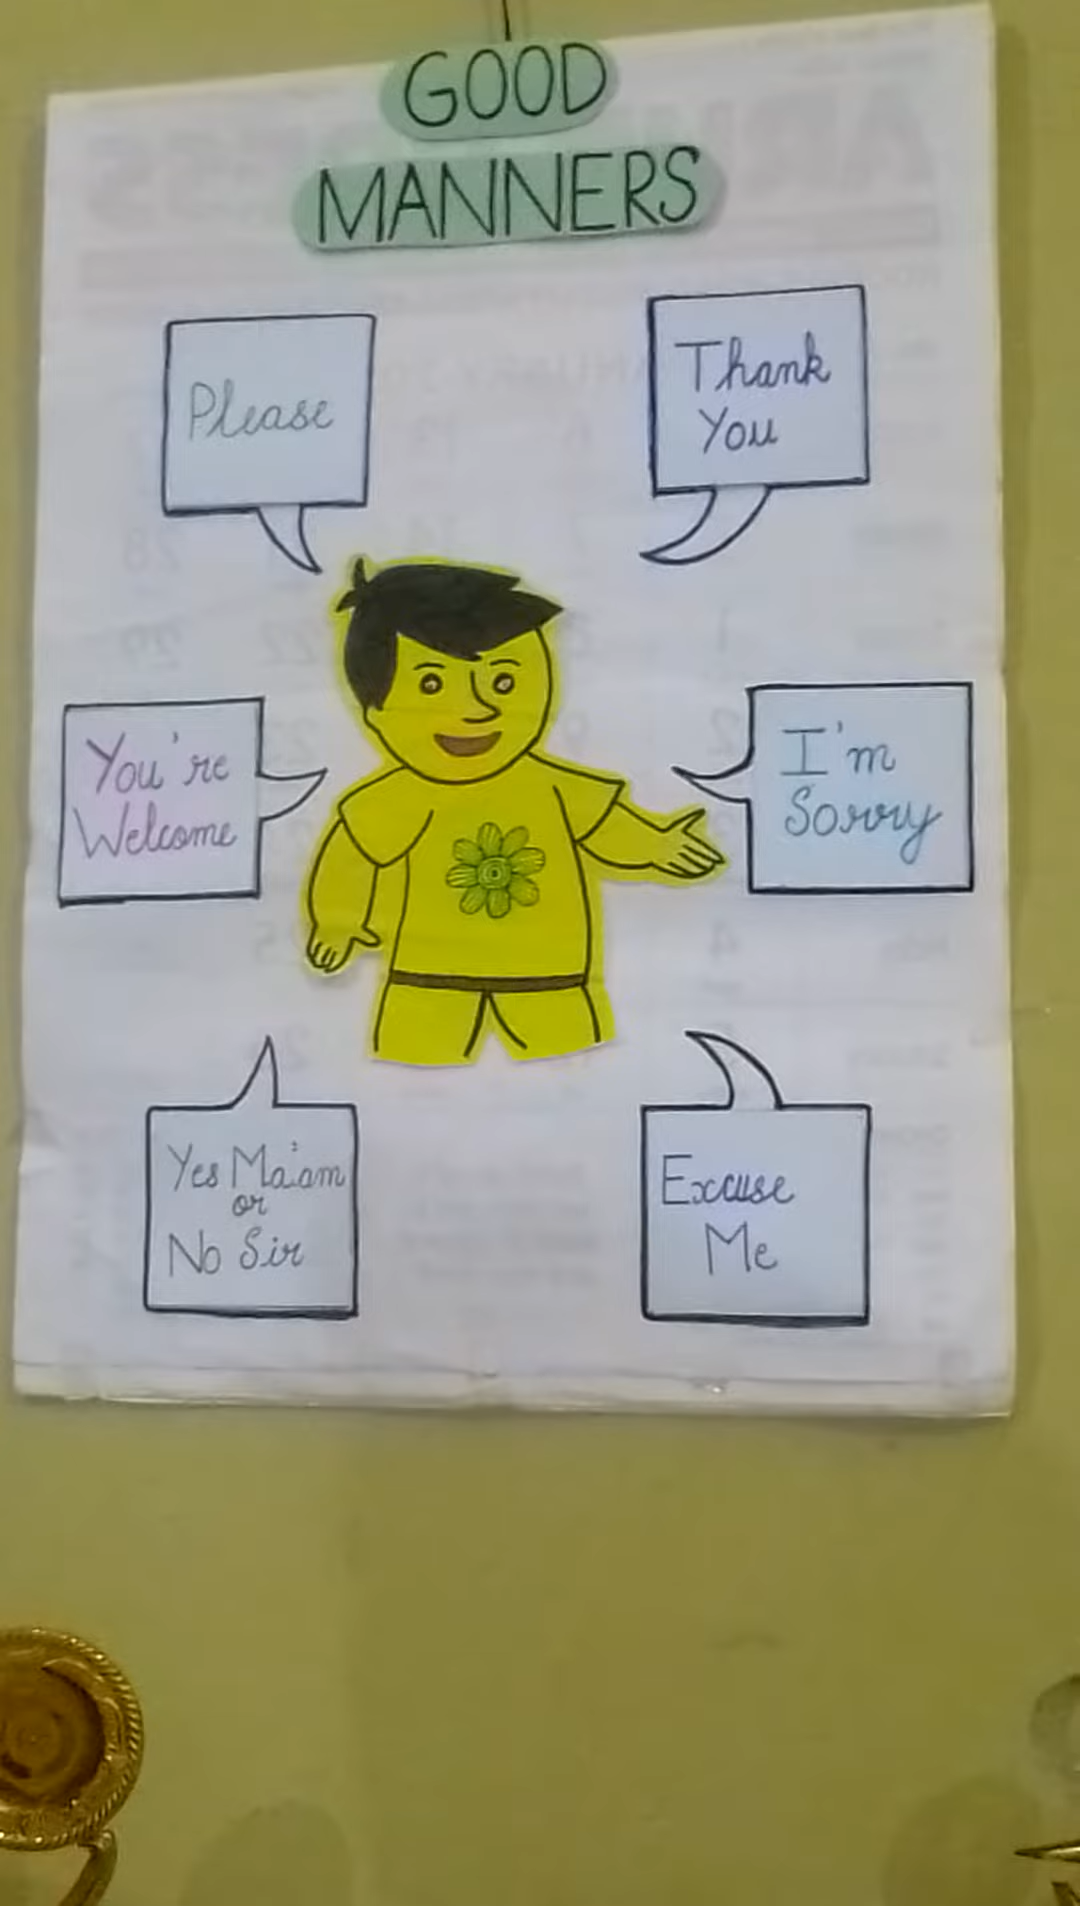 GOOD
MANNERS
Please
Thank
You
You're
Welcome
I'm
Sorry
Yes Ma'am
or
No Sir
Excuse
Me